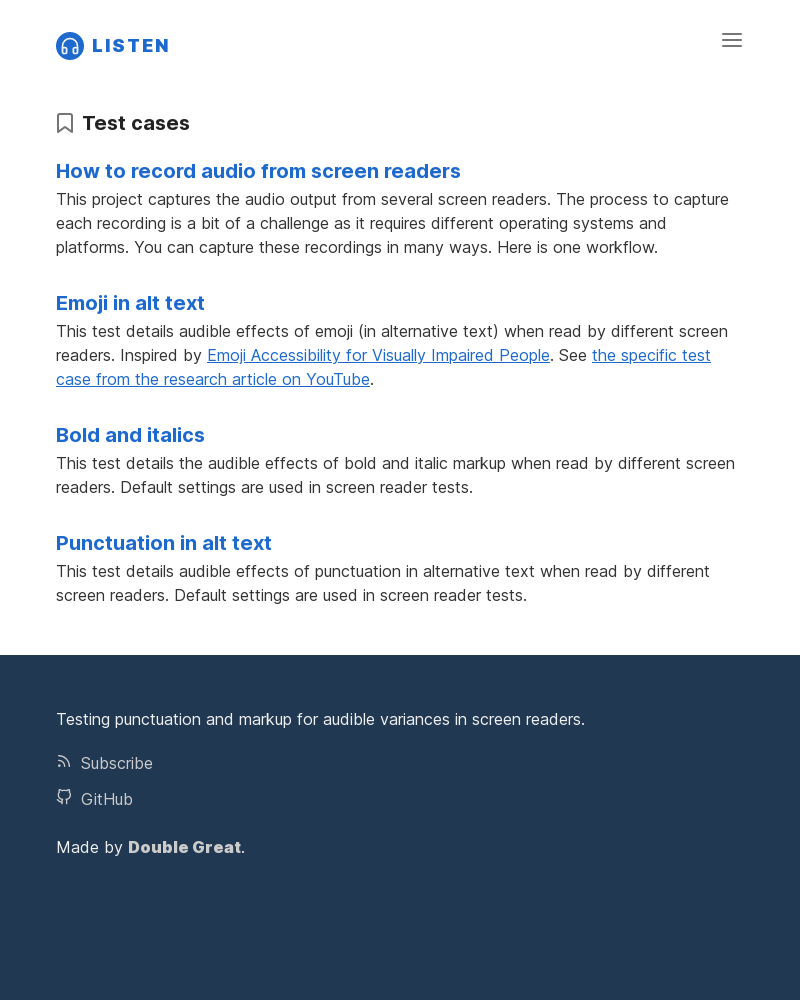 LISTEN
Test cases
How to record audio from screen readers
This project captures the audio output from several screen readers. The process to capture
each recording is a bit of a challenge as it requires different operating systems and
platforms. You can capture these recordings in many ways. Here is one workflow.
Emoji in alt text
This test details audible effects of emoji (in alternative text) when read by different screen
readers. Inspired by Emoji Accessibility for Visually Impaired People. See the specific test
case from the research article on YouTube.
Bold and italics
This test details the audible effects of bold and italic markup when read by different screen
readers. Default settings are used in screen reader tests.
Punctuation in alt text
This test details audible effects of punctuation in alternative text when read by different
screen readers. Default settings are used in screen reader tests.
Testing punctuation and markup for audible variances in screen readers.
Subscribe
GitHub
Made by Double Great.